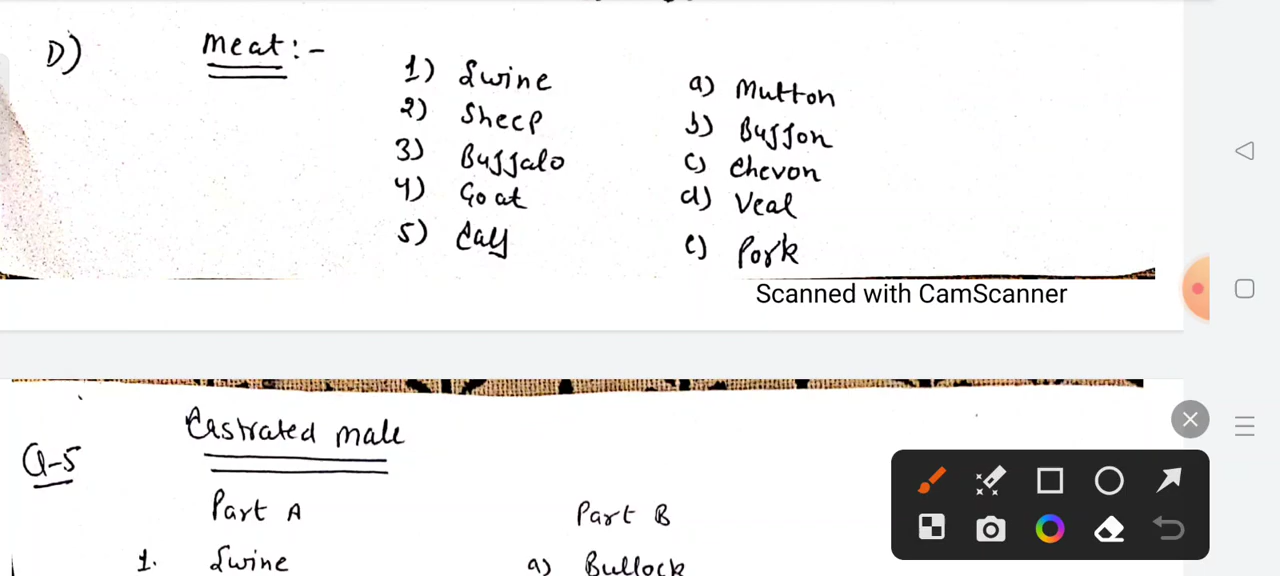 D) Meat:-
1) Swine a) Mutton
2) Sheep b) Buffon
3) Buffalo c) Chevon
4) Goat d) Veal
5) Calf e) Pork
Scanned with CamScanner
Q-5 Castrated male
Part A Part B
1. Swine a) Bullock